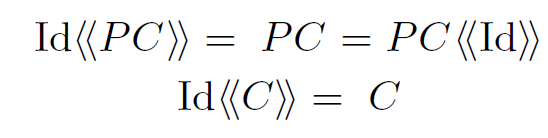 Id⟪PC⟫ = PC = PC⟪Id⟫
Id⟪C⟫ = C